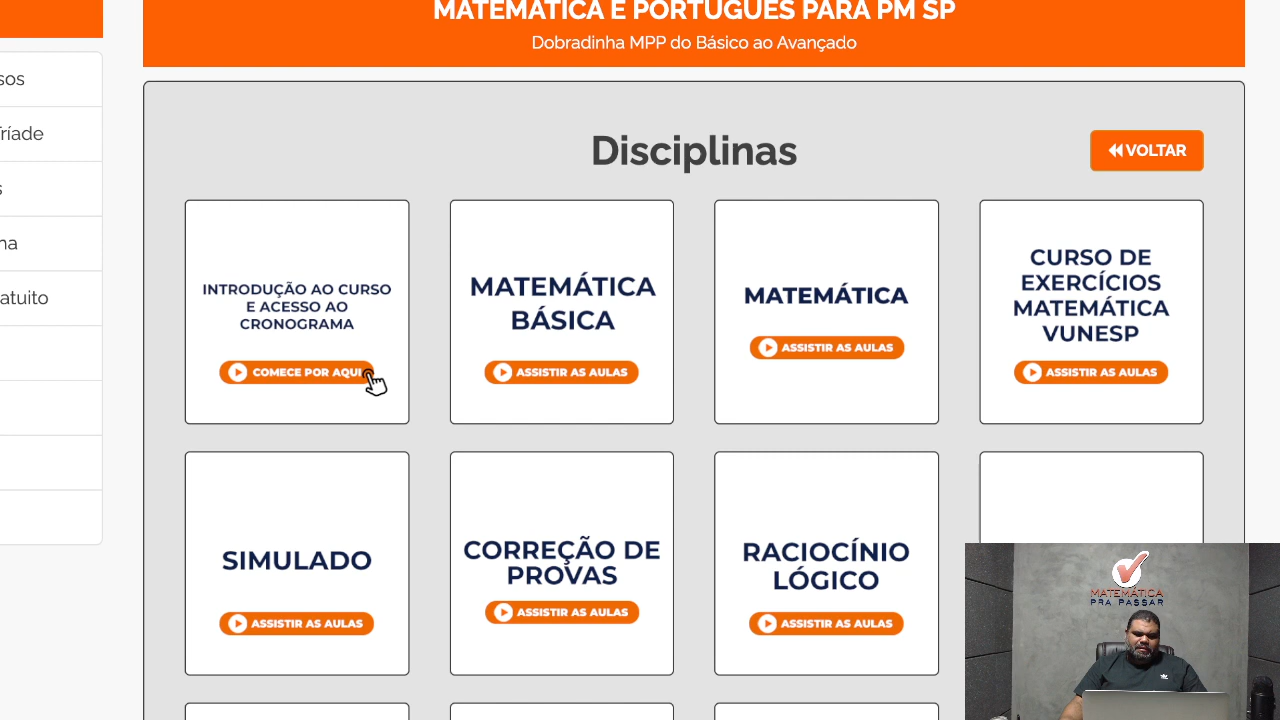 MATEMÁTICA E PORTUGUÊS PARA PM SP
Dobradinha MPP do Básico ao Avançado
atuito
Disciplinas
VOLTAR
INTRODUÇÃO AO CURSO
E ACESSO AO
CRONOGRAMA
COMECE POR AQUI
MATEMÁTICA
BÁSICA
ASSISTIR AS AULAS
MATEMÁTICA
ASSISTIR AS AULAS
CURSO DE
EXERCÍCIOS
MATEMÁTICA
VUNESP
ASSISTIR AS AULAS
SIMULADO
ASSISTIR AS AULAS
CORREÇÃO DE
PROVAS
ASSISTIR AS AULAS
RACIOCÍNIO
LÓGICO
ASSISTIR AS AULAS
MATEMÁTICA
PRA PASSAR